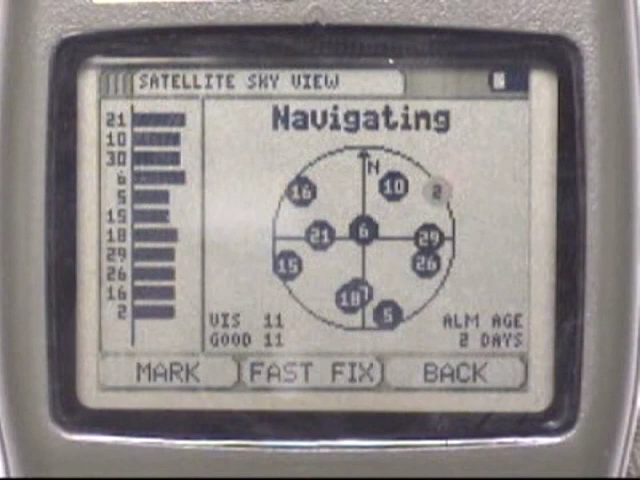 SATELLITE SKY VIEW
Navigating
21
10
30
6
5
15
18
29
26
16
2
N
16
10
2
21
6
29
15
26
18
5
VIS 11
GOOD 11
ALM AGE
2 DAYS
MARK
FAST FIX
BACK